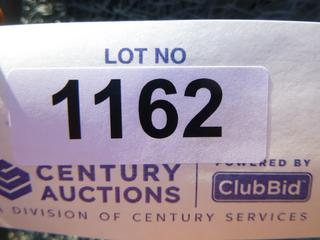 LOT NO
1162
CENTURY AUCTIONS
POWERED BY
ClubBid
A DIVISION OF CENTURY SERVICES